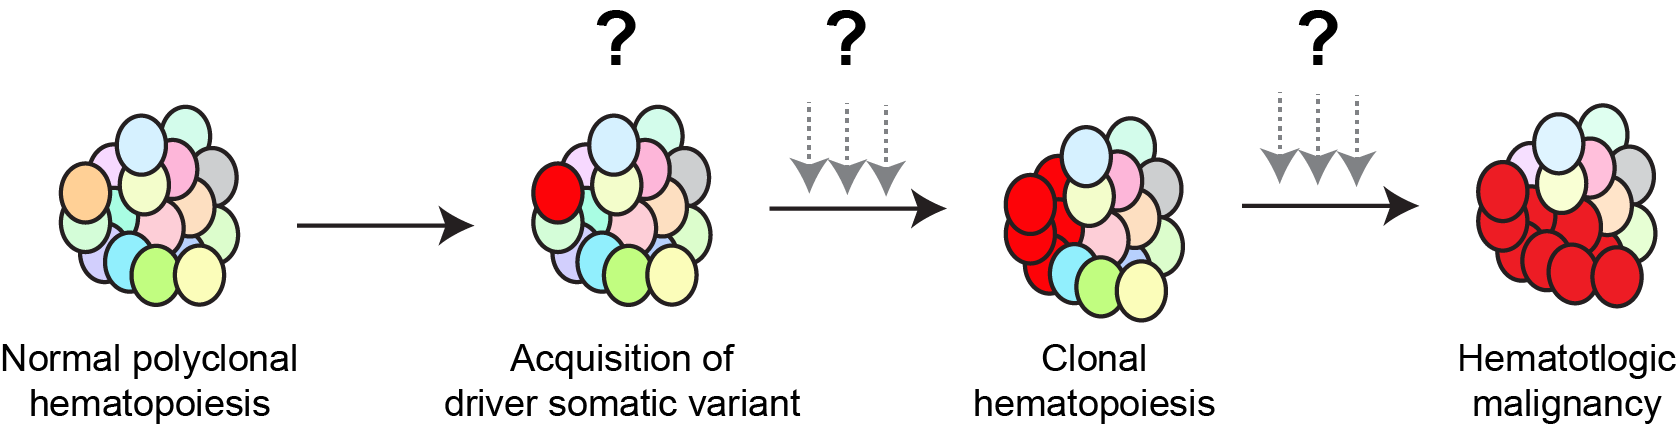 ? ? ?
Normal polyclonal
hematopoiesis
Acquisition of
driver somatic variant
Clonal
hematopoiesis
Hematotlogic
malignancy